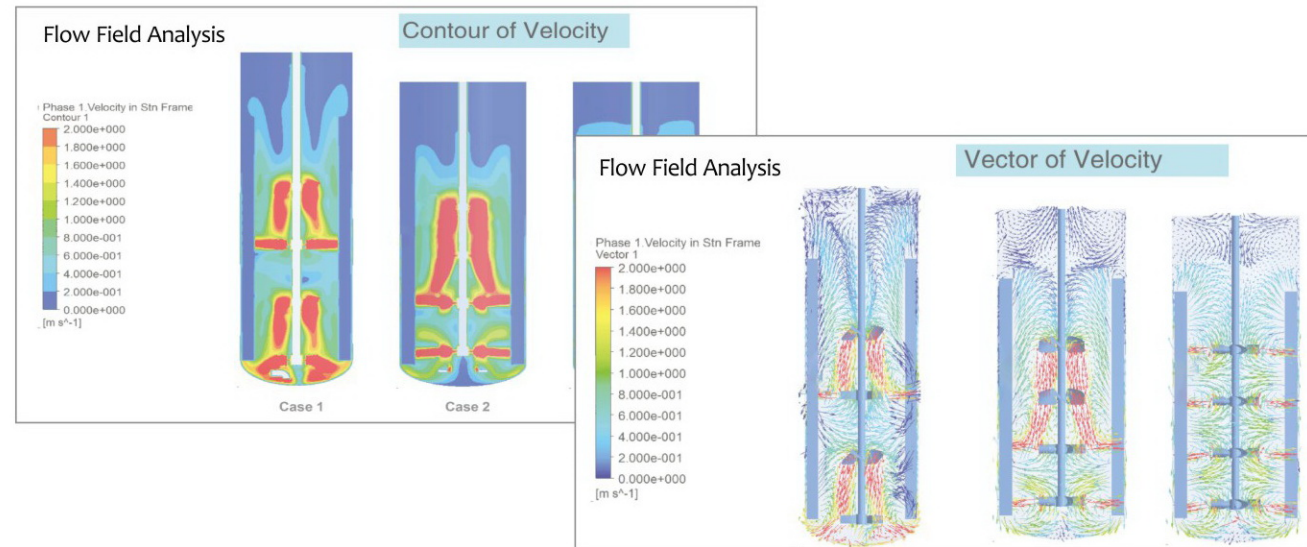 Flow Field Analysis
Contour of Velocity
Phase 1.Velocity in Stn Frame
Contour 1
2.000e+000
1.800e+000
1.600e+000
1.400e+000
1.200e+000
1.000e+000
8.000e-001
6.000e-001
4.000e-001
2.000e-001
0.000e+000
[m s^-1]
Case 1
Case 2
Flow Field Analysis
Vector of Velocity
Phase 1.Velocity in Stn Frame
Vector 1
2.000e+000
1.800e+000
1.600e+000
1.400e+000
1.200e+000
1.000e+000
8.000e-001
6.000e-001
4.000e-001
2.000e-001
0.000e+000
[m s^-1]